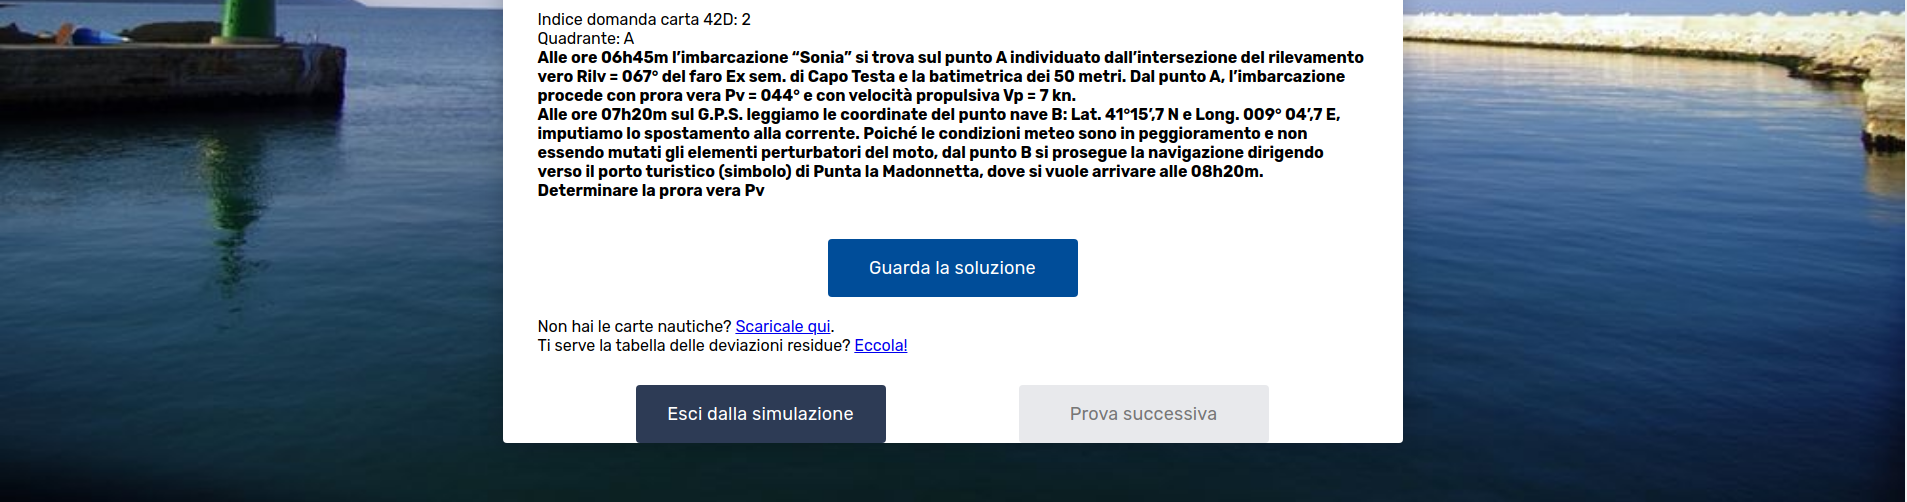 Indice domanda carta 42D: 2
Quadrante: A
Alle ore 06h45m l’imbarcazione “Sonia” si trova sul punto A individuato dall’intersezione del rilevamento
vero Rilv = 067° del faro Ex sem. di Capo Testa e la batimetrica dei 50 metri. Dal punto A, l’imbarcazione
procede con prora vera Pv = 044° e con velocità propulsiva Vp = 7 kn.
Alle ore 07h20m sul G.P.S. leggiamo le coordinate del punto nave B: Lat. 41°15’,7 N e Long. 009° 04’,7 E,
imputiamo lo spostamento alla corrente. Poiché le condizioni meteo sono in peggioramento e non
essendo mutati gli elementi perturbatori del moto, dal punto B si prosegue la navigazione dirigendo
verso il porto turistico (simbolo) di Punta la Madonnetta, dove si vuole arrivare alle 08h20m.
Determinare la prora vera Pv
Guarda la soluzione
Non hai le carte nautiche? Scaricale qui.
Ti serve la tabella delle deviazioni residue? Eccola!
Esci dalla simulazione
Prova successiva